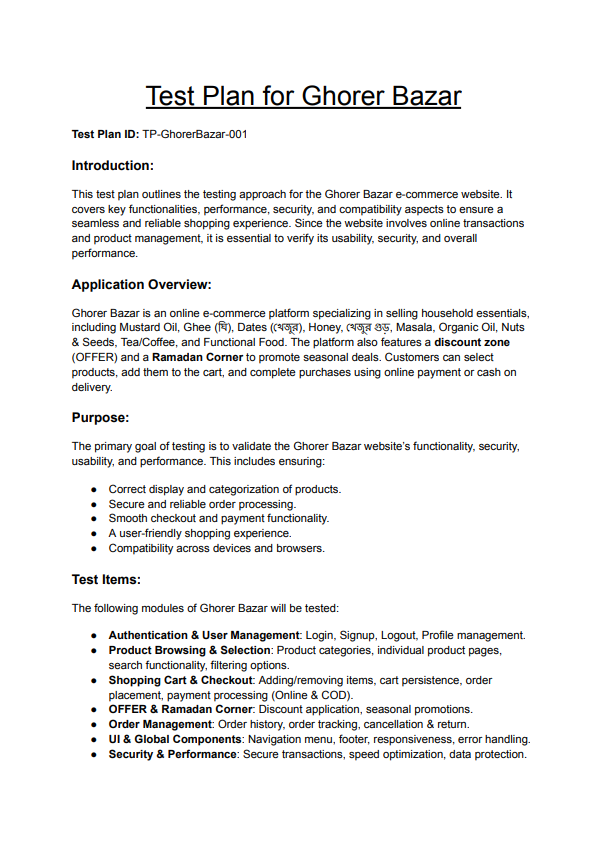 Test Plan for Ghorer Bazar
Test Plan ID: TP-GhorerBazar-001
Introduction:
This test plan outlines the testing approach for the Ghorer Bazar e-commerce website. It
covers key functionalities, performance, security, and compatibility aspects to ensure a
seamless and reliable shopping experience. Since the website involves online transactions
and product management, it is essential to verify its usability, security, and overall
performance.
Application Overview:
Ghorer Bazar is an online e-commerce platform specializing in selling household essentials,
including Mustard Oil, Ghee (ঘি), Dates (খেজুর), Honey, খেজুর গুড়, Masala, Organic Oil, Nuts
& Seeds, Tea/Coffee, and Functional Food. The platform also features a discount zone
(OFFER) and a Ramadan Corner to promote seasonal deals. Customers can select
products, add them to the cart, and complete purchases using online payment or cash on
delivery.
Purpose:
The primary goal of testing is to validate the Ghorer Bazar website's functionality, security,
usability, and performance. This includes ensuring:
● Correct display and categorization of products.
● Secure and reliable order processing.
● Smooth checkout and payment functionality.
● A user-friendly shopping experience.
● Compatibility across devices and browsers.
Test Items:
The following modules of Ghorer Bazar will be tested:
● Authentication & User Management: Login, Signup, Logout, Profile management.
● Product Browsing & Selection: Product categories, individual product pages,
search functionality, filtering options.
● Shopping Cart & Checkout: Adding/removing items, cart persistence, order
placement, payment processing (Online & COD).
● OFFER & Ramadan Corner: Discount application, seasonal promotions.
● Order Management: Order history, order tracking, cancellation & return.
● UI & Global Components: Navigation menu, footer, responsiveness, error handling.
● Security & Performance: Secure transactions, speed optimization, data protection.